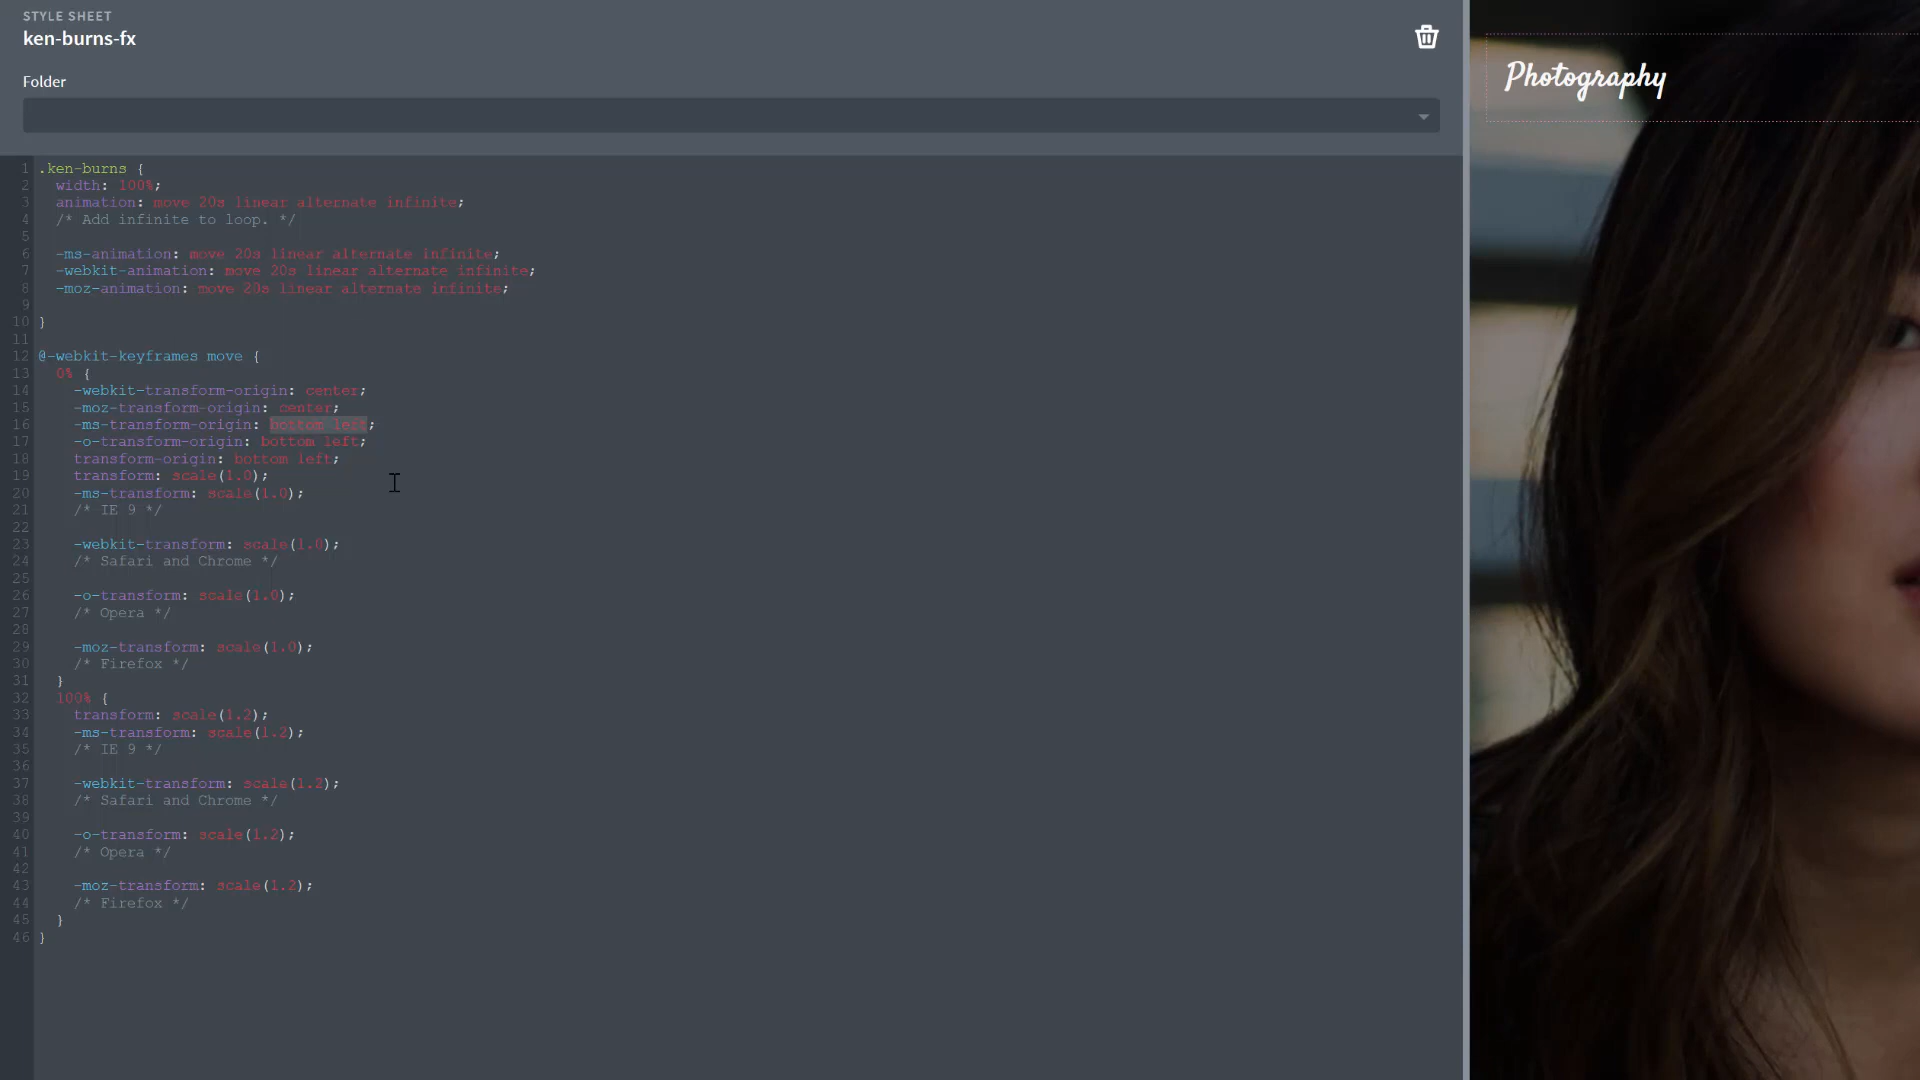 STYLE SHEET
ken-burns-fx
Folder
Photography
1 .ken-burns {
2 width: 100%;
3 animation: move 20s linear alternate infinite;
4 /* Add infinite to loop. */
5
6 -ms-animation: move 20s linear alternate infinite;
7 -webkit-animation: move 20s linear alternate infinite;
8 -moz-animation: move 20s linear alternate infinite;
9
10 }
11
12 @-webkit-keyframes move {
13 0% {
14 -webkit-transform-origin: center;
15 -moz-transform-origin: center;
16 -ms-transform-origin: bottom left;
17 -o-transform-origin: bottom left;
18 transform-origin: bottom left;
19 transform: scale(1.0);
20 -ms-transform: scale(1.0);
21 /* IE 9 */
22
23 -webkit-transform: scale(1.0);
24 /* Safari and Chrome */
25
26 -o-transform: scale(1.0);
27 /* Opera */
28
29 -moz-transform: scale(1.0);
30 /* Firefox */
31 }
32 100% {
33 transform: scale(1.2);
34 -ms-transform: scale(1.2);
35 /* IE 9 */
36
37 -webkit-transform: scale(1.2);
38 /* Safari and Chrome */
39
40 -o-transform: scale(1.2);
41 /* Opera */
42
43 -moz-transform: scale(1.2);
44 /* Firefox */
45 }
46 }